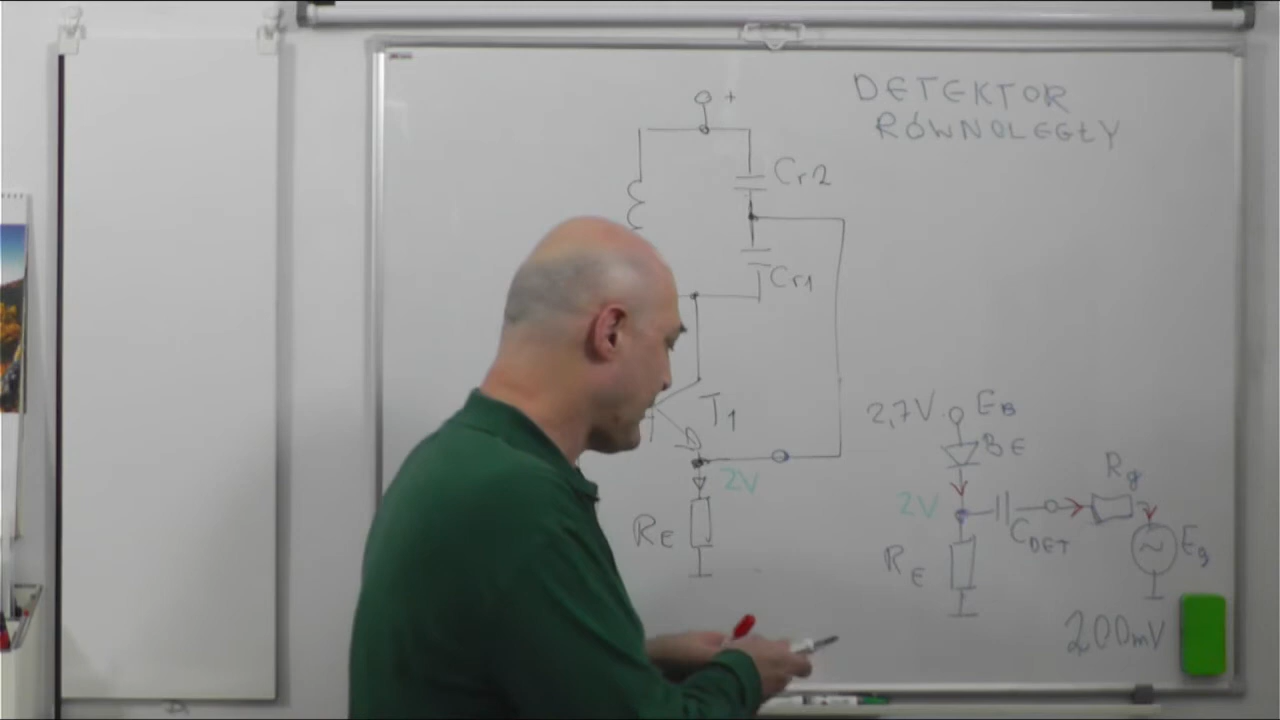 DETEKTOR
RÓWNOLEGŁY
+
Cr2
Cr1
T1
2V
RE
2,7V EB
BE
2V
CDET
Rg
Eg
RE
200mV